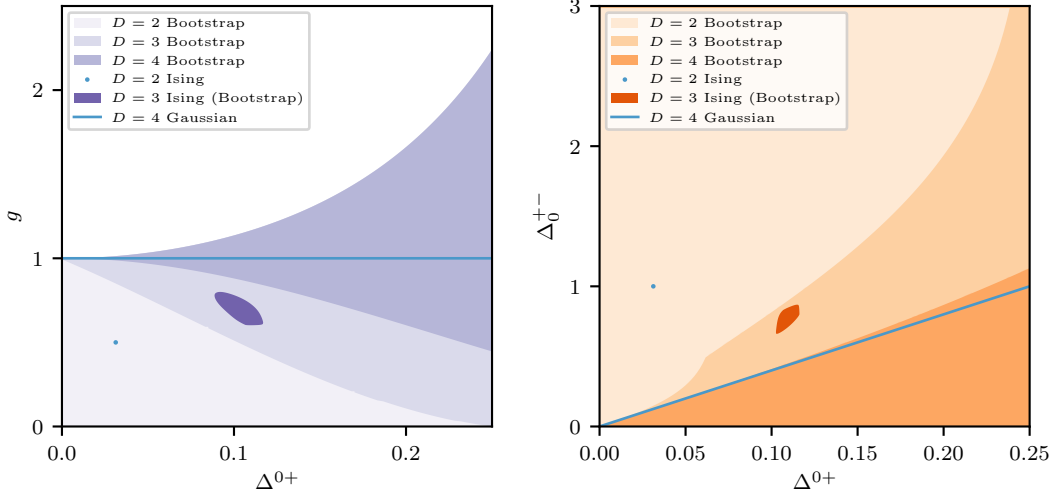 D = 2 Bootstrap
D = 3 Bootstrap
D = 4 Bootstrap
D = 2 Ising
D = 3 Ising (Bootstrap)
D = 4 Gaussian
2
1
0
g
0.0
0.1
0.2
Δ⁰⁺
D = 2 Bootstrap
D = 3 Bootstrap
D = 4 Bootstrap
D = 2 Ising
D = 3 Ising (Bootstrap)
D = 4 Gaussian
3
2
1
0
Δ₀⁺⁻
0.00
0.05
0.10
0.15
0.20
0.25
Δ⁰⁺